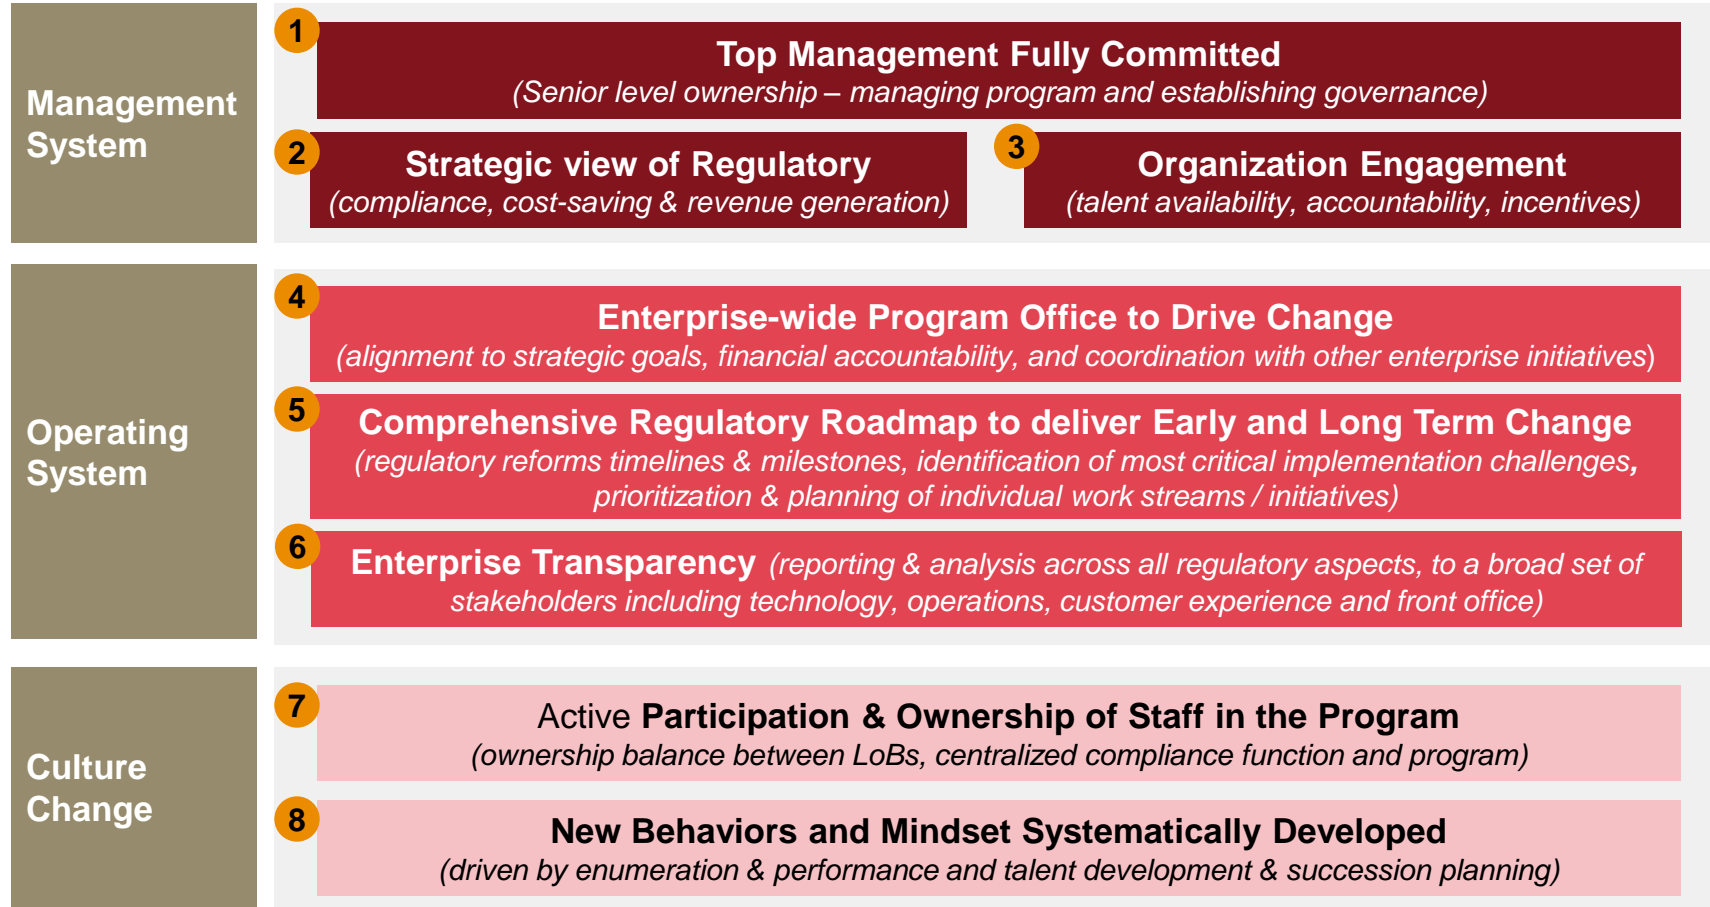 Management
System
1
Top Management Fully Committed
(Senior level ownership – managing program and establishing governance)
2
Strategic view of Regulatory
(compliance, cost-saving & revenue generation)
3
Organization Engagement
(talent availability, accountability, incentives)
Operating
System
4
Enterprise-wide Program Office to Drive Change
(alignment to strategic goals, financial accountability, and coordination with other enterprise initiatives)
5
Comprehensive Regulatory Roadmap to deliver Early and Long Term Change
(regulatory reforms timelines & milestones, identification of most critical implementation challenges,
prioritization & planning of individual work streams / initiatives)
6
Enterprise Transparency (reporting & analysis across all regulatory aspects, to a broad set of
stakeholders including technology, operations, customer experience and front office)
Culture
Change
7
Active Participation & Ownership of Staff in the Program
(ownership balance between LoBs, centralized compliance function and program)
8
New Behaviors and Mindset Systematically Developed
(driven by enumeration & performance and talent development & succession planning)